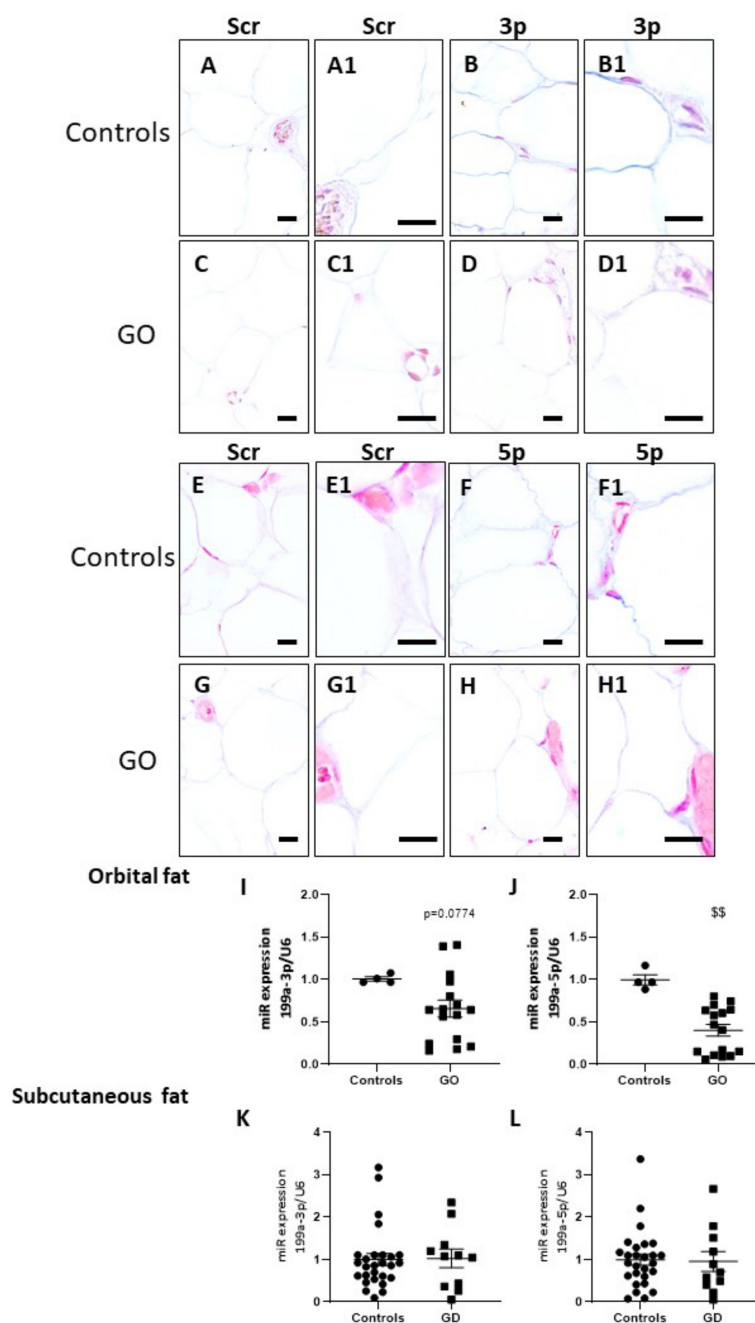 Scr Scr 3p 3p
A A1 B B1
Controls
C C1 D D1
GO
Scr Scr 5p 5p
E E1 F F1
Controls
G G1 H H1
GO
Orbital fat
I
miR expression
199a-3p/U6
2.0
1.5
1.0
0.5
0.0
p=0.0774
Controls GO
J
miR expression
199a-5p/U6
2.0
1.5
1.0
0.5
0.0
$$
Controls GO
Subcutaneous fat
K
miR expression
199a-3p/U6
4
3
2
1
0
Controls GD
L
miR expression
199a-5p/U6
4
3
2
1
0
Controls GD